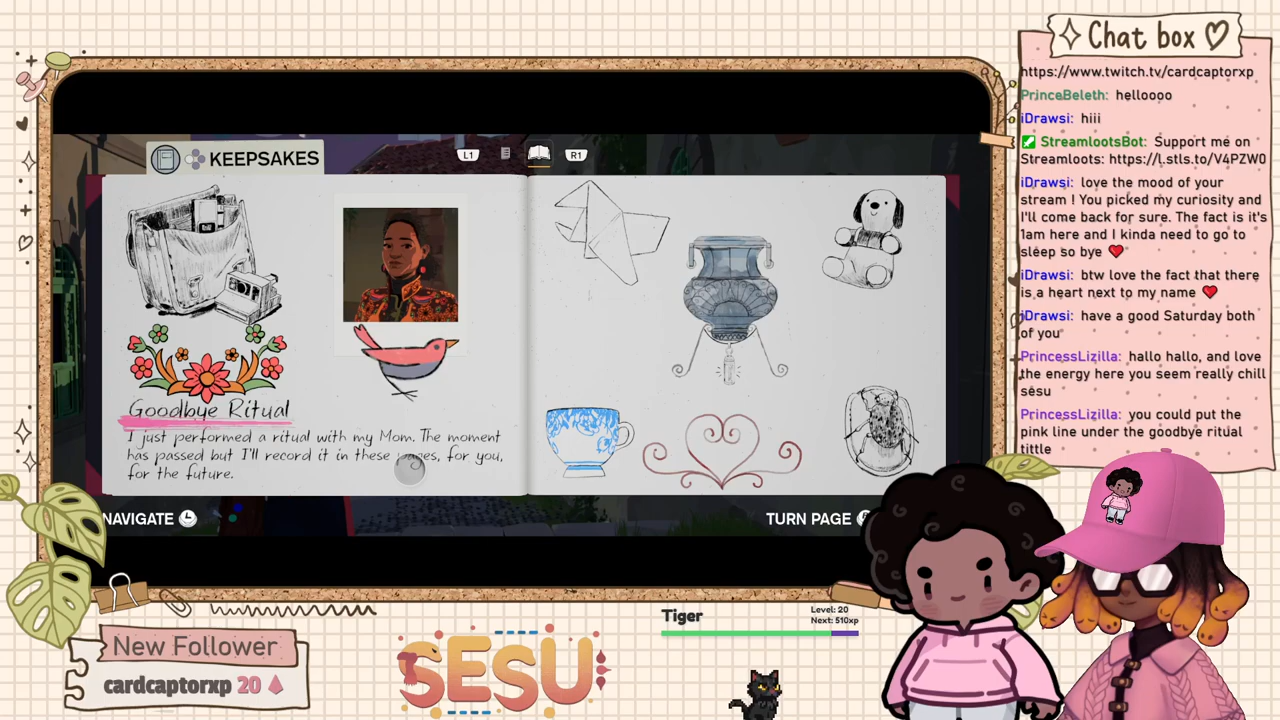 Chat box
https://www.twitch.tv/cardcaptorxp
PrinceBeleth: helloooo
iDrawsi: hiii
StreamlootsBot: Support me on
Streamloots: https://l.stls.to/V4PZW0
iDrawsi: love the mood of your
stream ! You picked my curiosity and
I'll come back for sure. The fact is it's
1am here and I kinda need to go to
sleep so bye
iDrawsi: btw love the fact that there
is a heart next to my name
iDrawsi: have a good Saturday both
of you
PrincessLizilla: hallo hallo, and love
the energy here you seem really chill
sesu
PrincessLizilla: you could put the
pink line under the goodbye ritual
tittle
KEEPSAKES
L1
R1
Goodbye Ritual
I just performed a ritual with my Mom. The moment
has passed but I'll record it in these pages, for you,
for the future.
NAVIGATE
TURN PAGE
New Follower
cardcaptorxp 20
SESU
Tiger
Level: 20
Next: 510xp